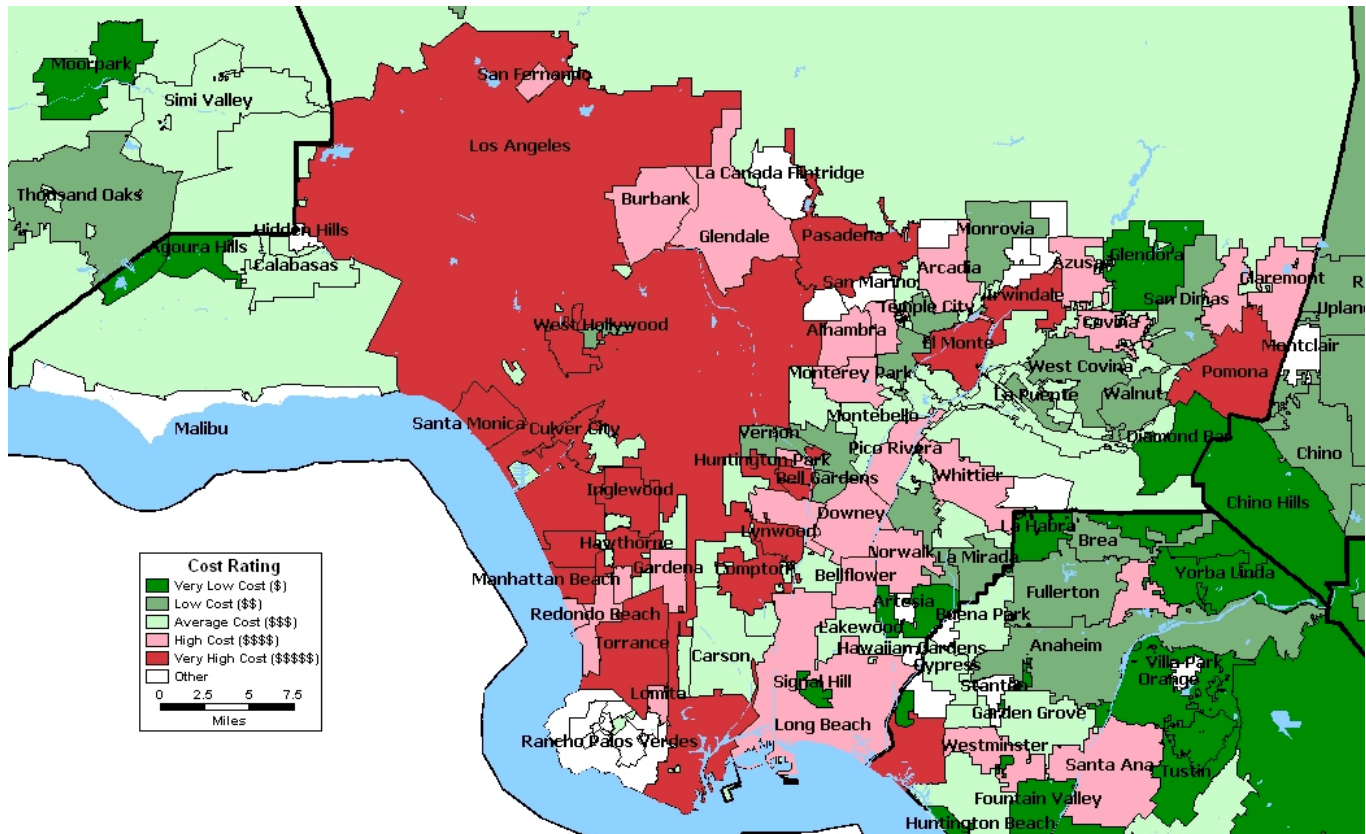 Moorpark
Simi Valley
San Fernando
Los Angeles
Thousand Oaks
La Canada Flintridge
Burbank
Glendale
Pasadena
Monrovia
Hidden Hills
Agoura Hills
Calabasas
Arcadia
Azusa
Glendora
Claremont
San Marino
Irwindale
San Dimas
R
Upland
Temple City
West Hollywood
Alhambra
El Monte
Covina
Montclair
Monterey Park
West Covina
Pomona
La Puente
Walnut
Malibu
Santa Monica
Culver City
Montebello
Vernon
Diamond Bar
Pico Rivera
Chino
Huntington Park
Bell Gardens
Whittier
Inglewood
Chino Hills
Downey
Lynwood
La Habra
Brea
Hawthorne
Norwalk
La Mirada
Gardena
Compton
Bellflower
Manhattan Beach
Yorba Linda
Artesia
Fullerton
Redondo Beach
Buena Park
Lakewood
Torrance
Carson
Hawaiian Gardens
Anaheim
Cypress
Villa Park
Signal Hill
Orange
Lomita
Stanton
Garden Grove
Long Beach
Rancho Palos Verdes
Westminster
Santa Ana
Tustin
Fountain Valley
Huntington Beach
Cost Rating
Very Low Cost ($)
Low Cost ($$)
Average Cost ($$$)
High Cost ($$$$)
Very High Cost ($$$$$)
Other
0 2.5 5 7.5
Miles